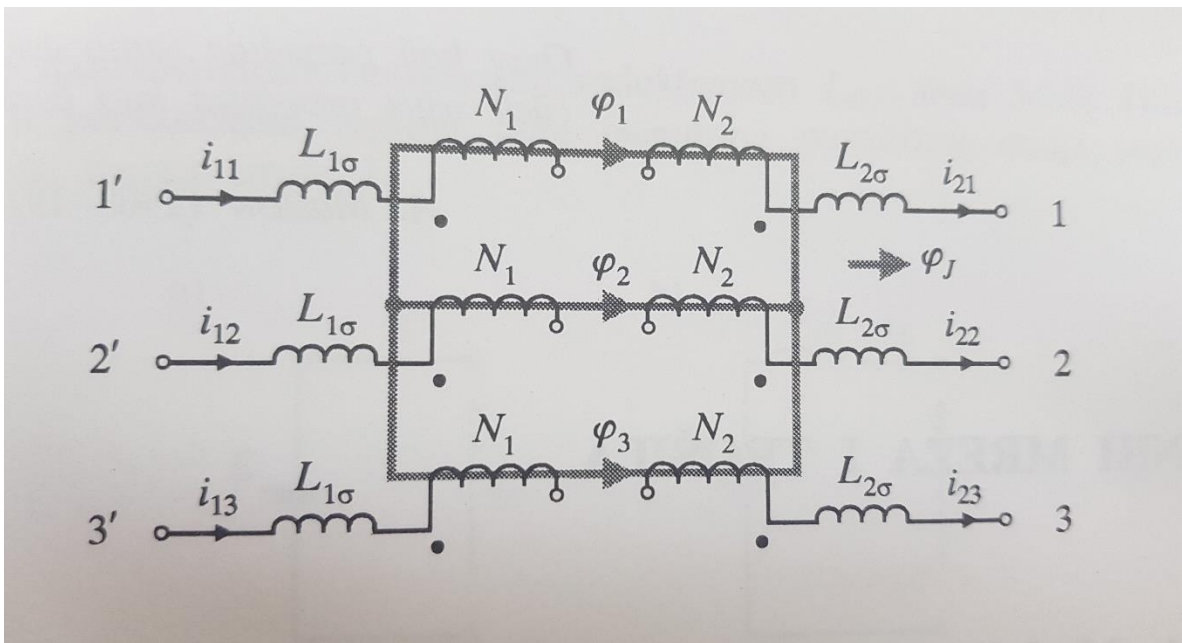 N₁ φ₁ N₂
i₁₁ L₁σ L₂σ i₂₁
1′ 1
N₁ φ₂ N₂ φ_J
i₁₂ L₁σ L₂σ i₂₂
2′ 2
N₁ φ₃ N₂
i₁₃ L₁σ L₂σ i₂₃
3′ 3